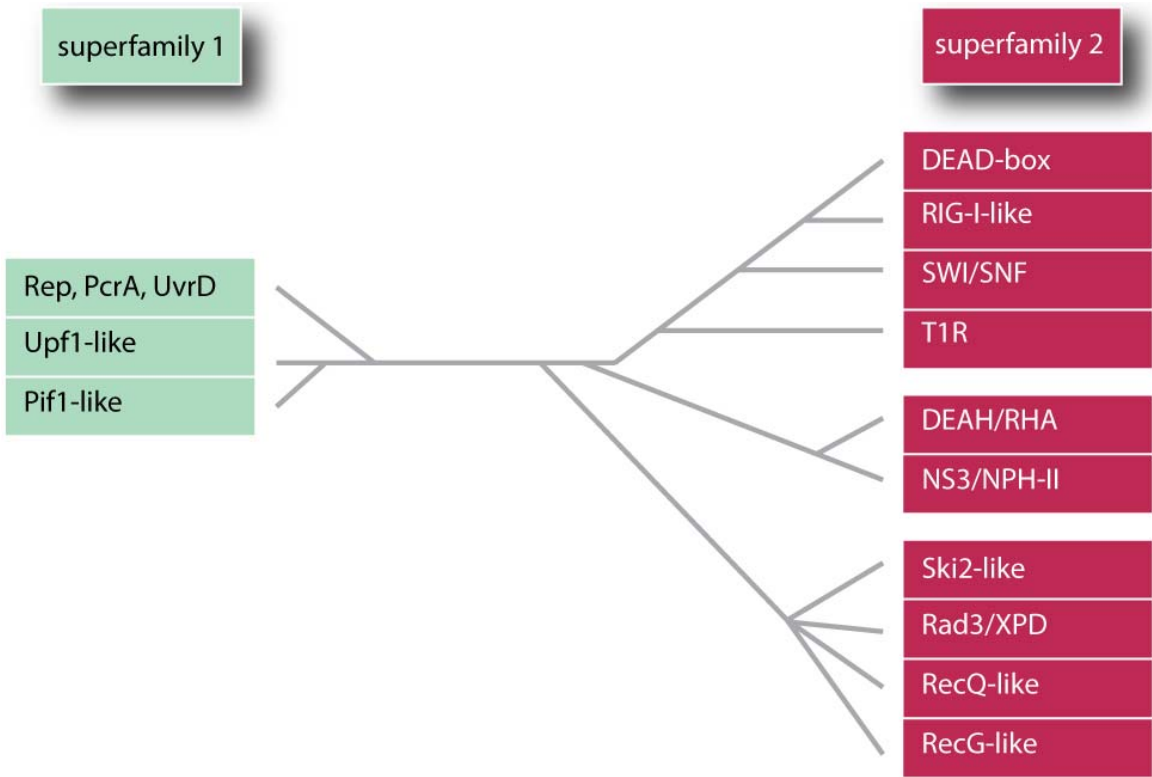 superfamily 1
superfamily 2
Rep, PcrA, UvrD
Upf1-like
Pif1-like
DEAD-box
RIG-I-like
SWI/SNF
T1R
DEAH/RHA
NS3/NPH-II
Ski2-like
Rad3/XPD
RecQ-like
RecG-like